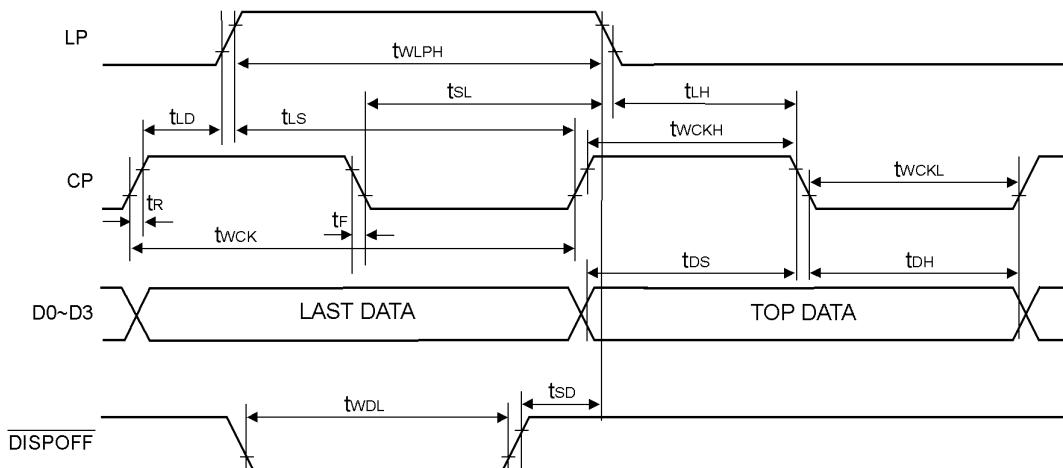 LP
tWLPH
tSL
tLH
tLD
tLS
tWCKH
CP
tWCKL
tR
tF
tWCK
tDS
tDH
D0~D3
LAST DATA
TOP DATA
tSD
tWDL
DISPOFF